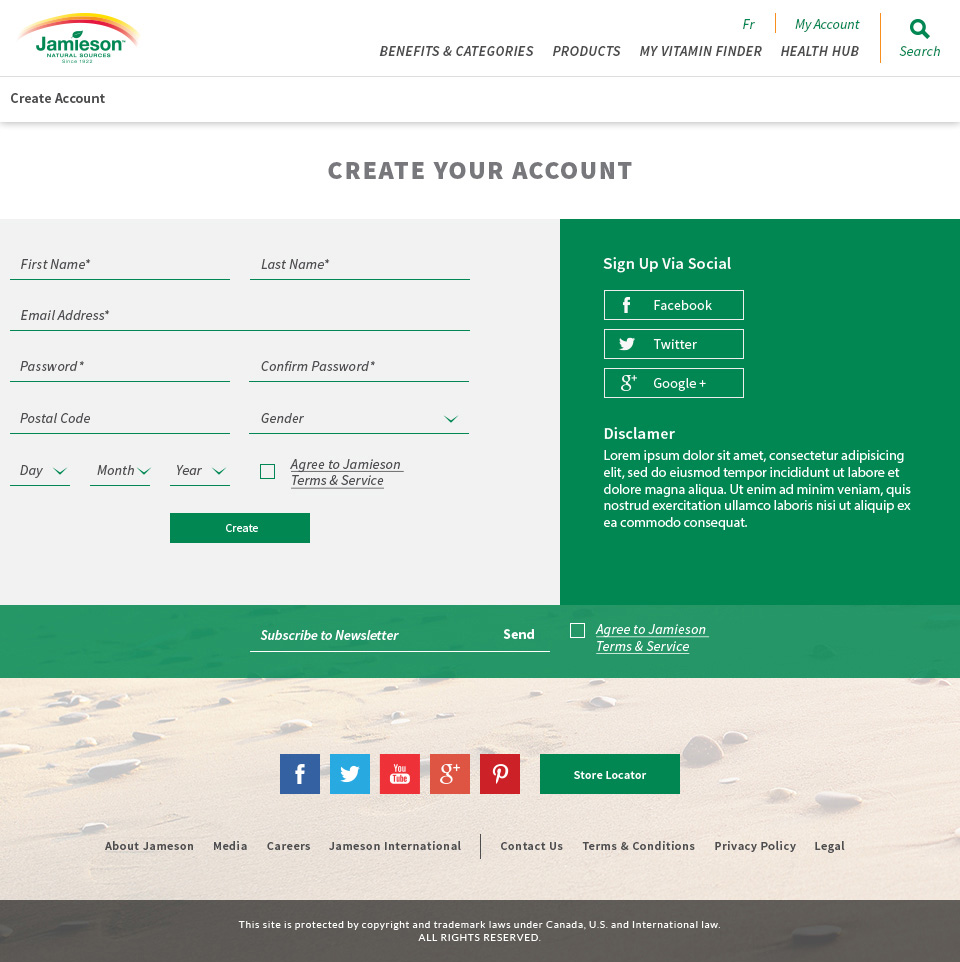 Jamieson™
NATURAL SOURCES
Since 1922
Fr
My Account
BENEFITS & CATEGORIES
PRODUCTS
MY VITAMIN FINDER
HEALTH HUB
Search
Create Account
CREATE YOUR ACCOUNT
First Name*
Last Name*
Email Address*
Password*
Confirm Password*
Postal Code
Gender
Day
Month
Year
Agree to Jamieson
Terms & Service
Create
Sign Up Via Social
Facebook
Twitter
Google +
Disclamer
Lorem ipsum dolor sit amet, consectetur adipisicing
elit, sed do eiusmod tempor incididunt ut labore et
dolore magna aliqua. Ut enim ad minim veniam, quis
nostrud exercitation ullamco laboris nisi ut aliquip ex
ea commodo consequat.
Subscribe to Newsletter
Send
Agree to Jamieson
Terms & Service
You
Tube
Store Locator
About Jameson
Media
Careers
Jameson International
Contact Us
Terms & Conditions
Privacy Policy
Legal
This site is protected by copyright and trademark laws under Canada, U.S. and International law.
ALL RIGHTS RESERVED.